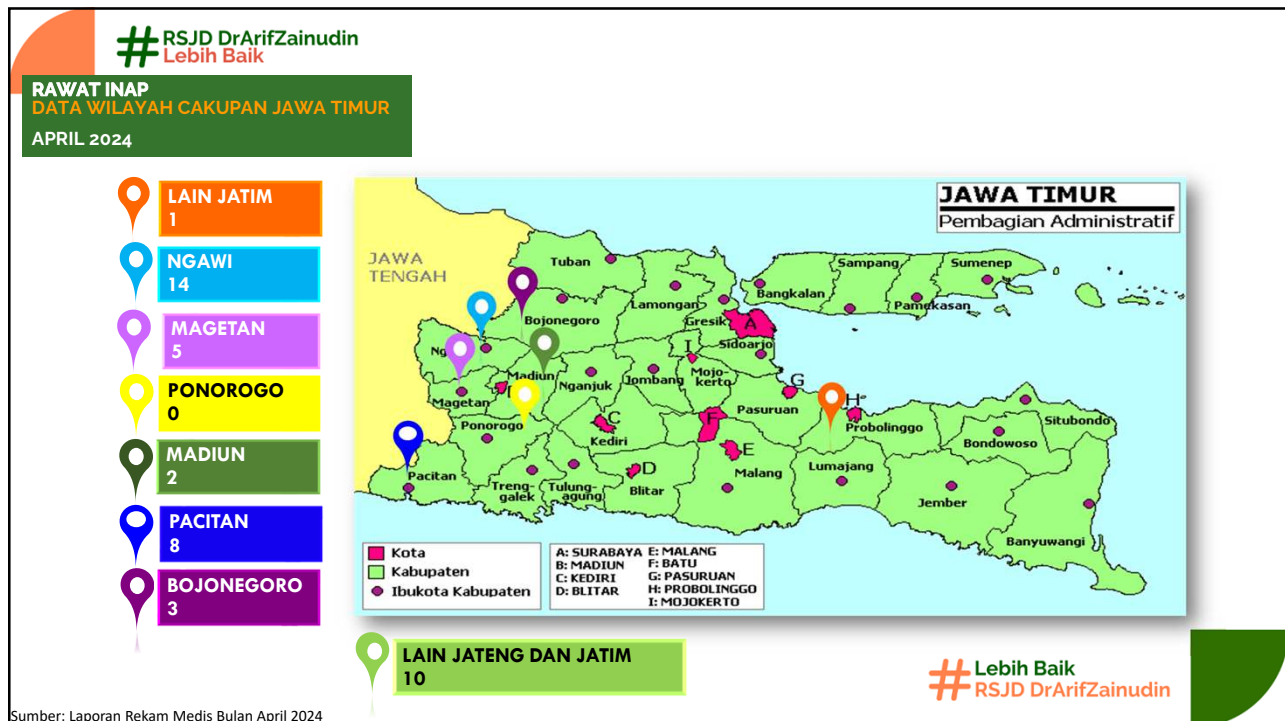 #RSJD DrArifZainudin
Lebih Baik
RAWAT INAP
DATA WILAYAH CAKUPAN JAWA TIMUR
APRIL 2024
LAIN JATIM
1
NGAWI
14
MAGETAN
5
PONOROGO
0
MADIUN
2
PACITAN
8
BOJONEGORO
3
JAWA TIMUR
Pembagian Administratif
JAWA
TENGAH
Tuban
Lamongan
Bojonegoro
Gresik
A
Bangkalan
Sampang
Pamekasan
Sumenep
Sidoarjo
Madiun
Nganjuk
Jombang
I
Mojo-
kerto
G
H
Magetan
Ponorogo
C
Kediri
F
Pasuruan
Probolinggo
Situbondo
Bondowoso
E
Pacitan
Treng-
galek
Tulung-
agung
D
Blitar
Malang
Lumajang
Jember
Banyuwangi
Kota
Kabupaten
Ibukota Kabupaten
A: SURABAYA
B: MADIUN
C: KEDIRI
D: BLITAR
E: MALANG
F: BATU
G: PASURUAN
H: PROBOLINGGO
I: MOJOKERTO
LAIN JATENG DAN JATIM
10
#Lebih Baik
RSJD DrArifZainudin
Sumber: Laporan Rekam Medis Bulan April 2024